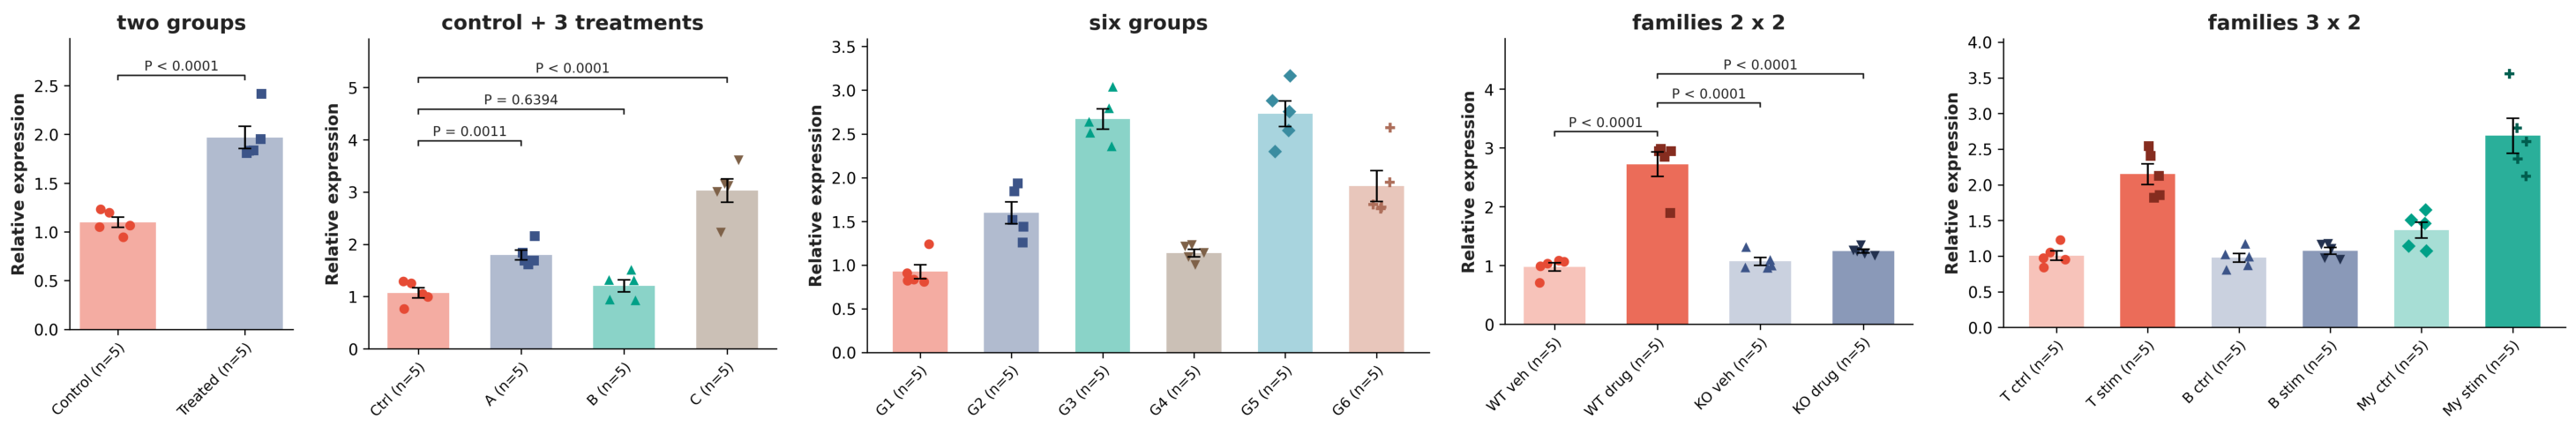 two groups
Relative expression
2.5
2.0
1.5
1.0
0.5
0.0
P < 0.0001
Control (n=5)
Treated (n=5)
control + 3 treatments
Relative expression
5
4
3
2
1
0
P < 0.0001
P = 0.6394
P = 0.0011
Ctrl (n=5)
A (n=5)
B (n=5)
C (n=5)
six groups
Relative expression
3.5
3.0
2.5
2.0
1.5
1.0
0.5
0.0
G1 (n=5)
G2 (n=5)
G3 (n=5)
G4 (n=5)
G5 (n=5)
G6 (n=5)
families 2 x 2
Relative expression
4
3
2
1
0
P < 0.0001
P < 0.0001
P < 0.0001
WT veh (n=5)
WT drug (n=5)
KO veh (n=5)
KO drug (n=5)
families 3 x 2
Relative expression
4.0
3.5
3.0
2.5
2.0
1.5
1.0
0.5
0.0
T ctrl (n=5)
T stim (n=5)
B ctrl (n=5)
B stim (n=5)
My ctrl (n=5)
My stim (n=5)